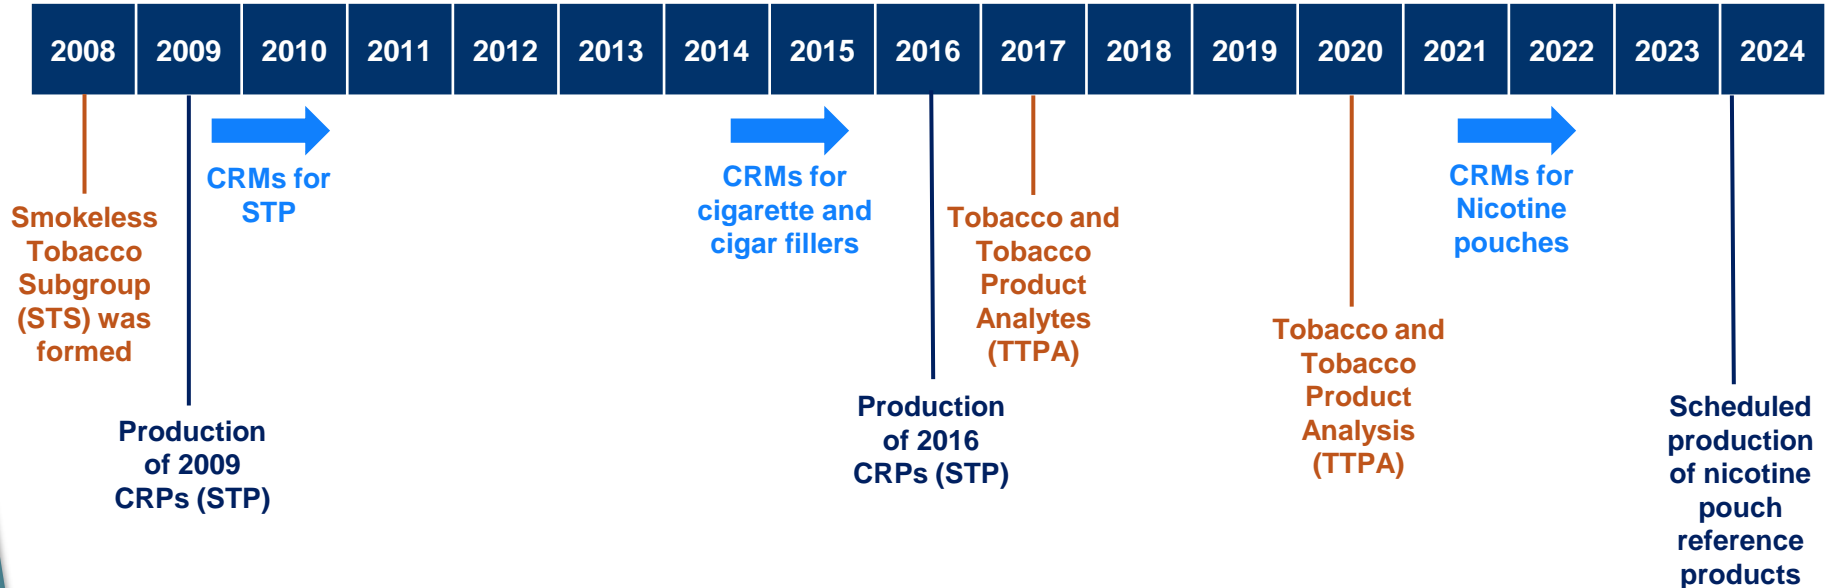 2008 2009 2010 2011 2012 2013 2014 2015 2016 2017 2018 2019 2020 2021 2022 2023 2024
Smokeless
Tobacco
Subgroup
(STS) was
formed
Production
of 2009
CRPs (STP)
CRMs for
STP
CRMs for
cigarette and
cigar fillers
Production
of 2016
CRPs (STP)
Tobacco and
Tobacco
Product
Analytes
(TTPA)
Tobacco and
Tobacco
Product
Analysis
(TTPA)
CRMs for
Nicotine
pouches
Scheduled
production
of nicotine
pouch
reference
products